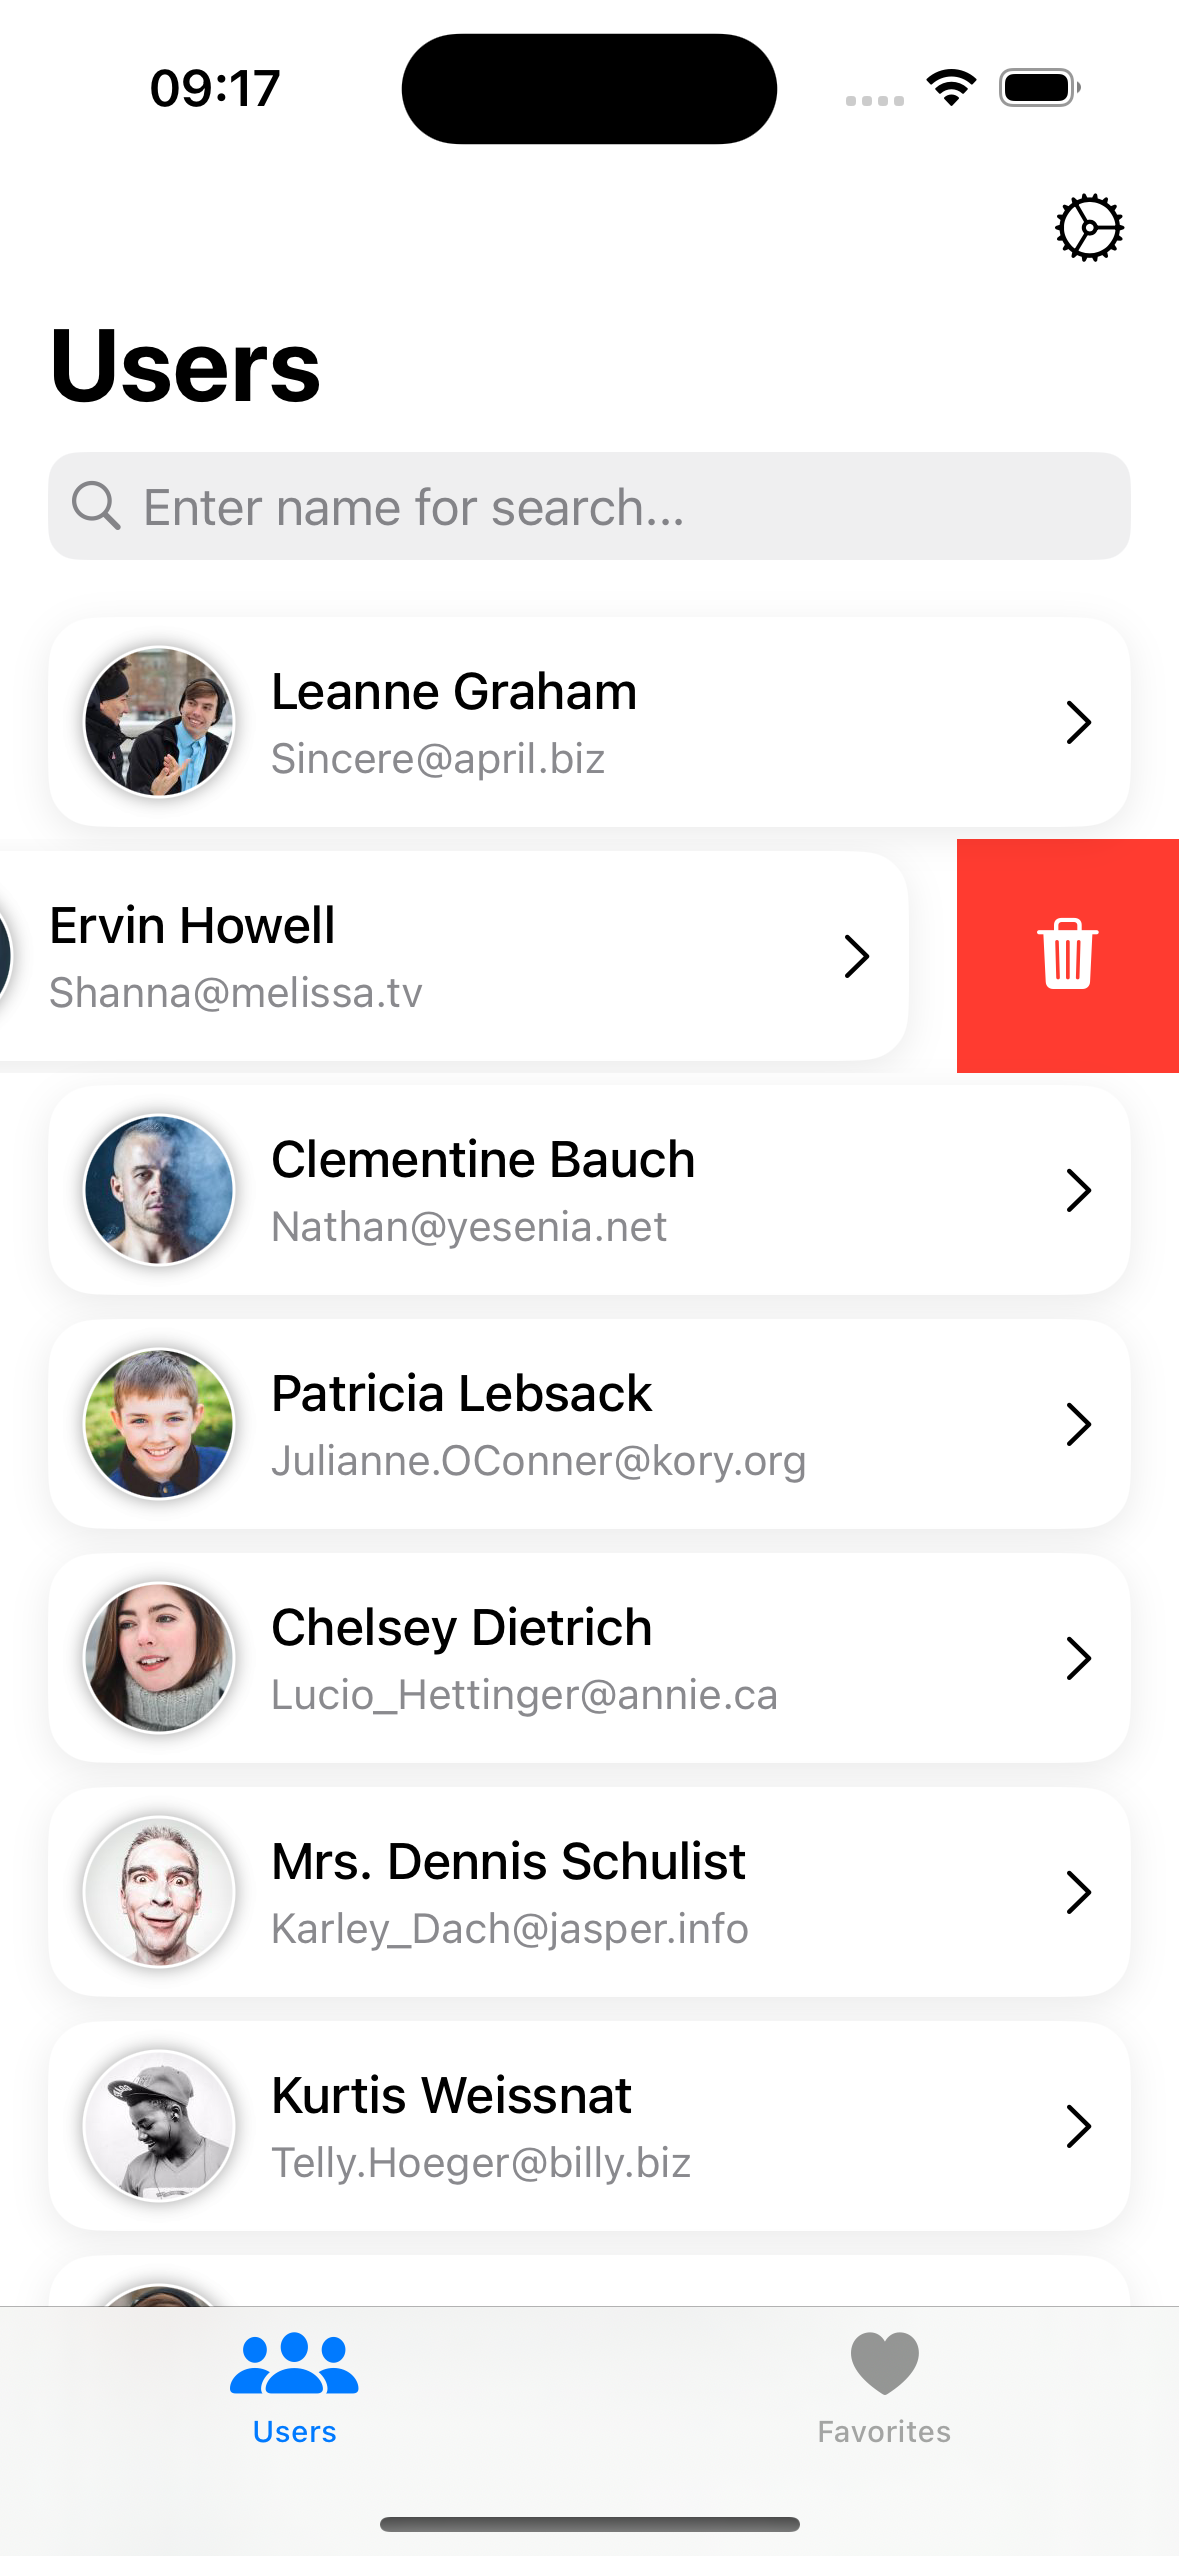 09:17
Users
Enter name for search...
Leanne Graham
Sincere@april.biz
Ervin Howell
Shanna@melissa.tv
Clementine Bauch
Nathan@yesenia.net
Patricia Lebsack
Julianne.OConner@kory.org
Chelsey Dietrich
Lucio_Hettinger@annie.ca
Mrs. Dennis Schulist
Karley_Dach@jasper.info
Kurtis Weissnat
Telly.Hoeger@billy.biz
Users
Favorites